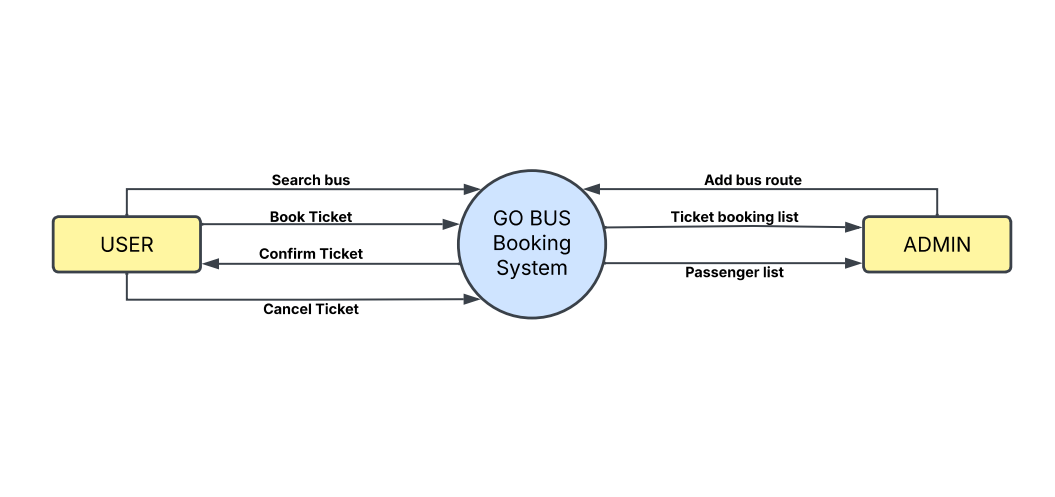 Search bus
Add bus route
Book Ticket
Ticket booking list
USER
GO BUS
Booking
System
ADMIN
Confirm Ticket
Passenger list
Cancel Ticket